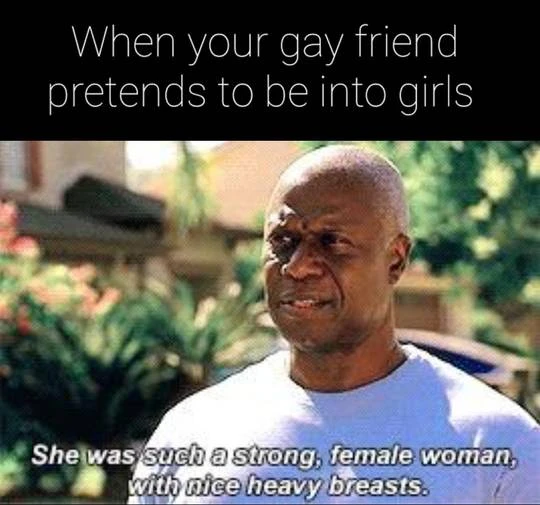 When your gay friend
pretends to be into girls
She was such a strong, female woman,
with nice heavy breasts.